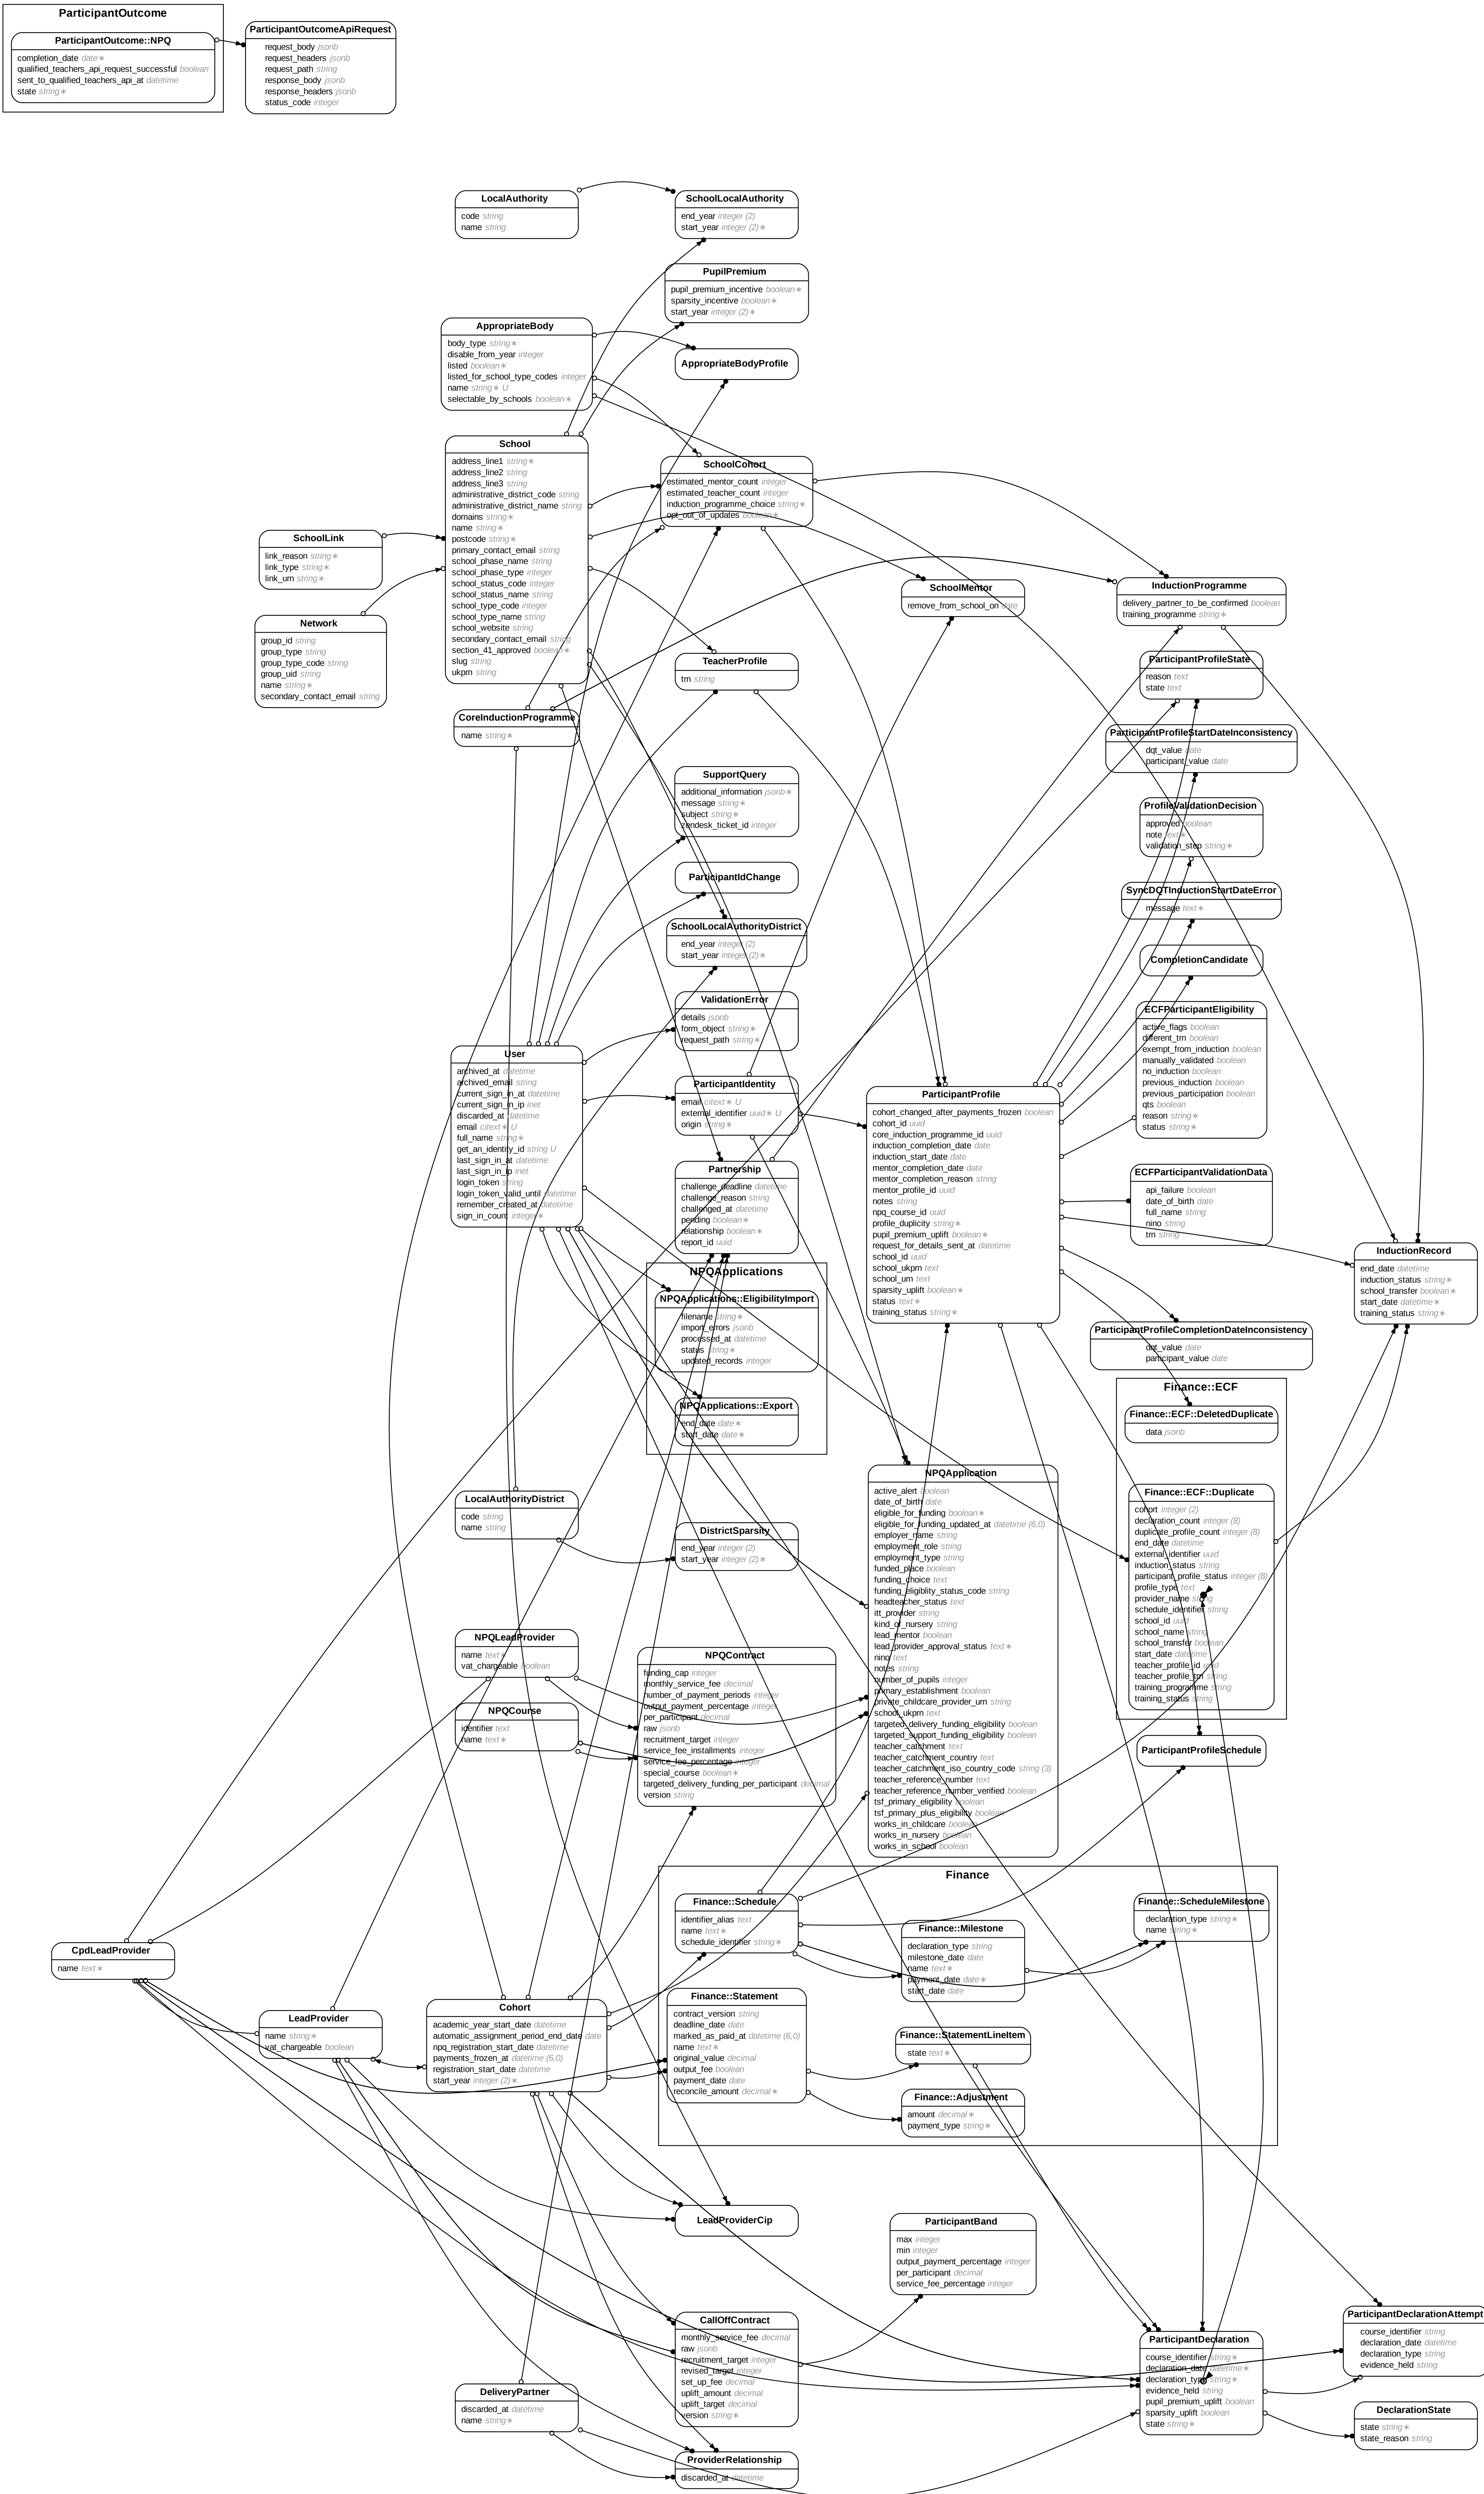 ParticipantOutcome
ParticipantOutcome::NPQ
completion_date date ∗
qualified_teachers_api_request_successful boolean
sent_to_qualified_teachers_api_at datetime
state string ∗
ParticipantOutcomeApiRequest
request_body jsonb
request_headers jsonb
request_path string
response_body jsonb
response_headers jsonb
status_code integer
LocalAuthority
code string
name string
SchoolLocalAuthority
end_year integer (2)
start_year integer (2) ∗
PupilPremium
pupil_premium_incentive boolean ∗
sparsity_incentive boolean ∗
start_year integer (2) ∗
AppropriateBody
body_type string ∗
disable_from_year integer
listed boolean ∗
listed_for_school_type_codes integer
name string ∗ U
selectable_by_schools boolean ∗
AppropriateBodyProfile
School
address_line1 string ∗
address_line2 string
address_line3 string
administrative_district_code string
administrative_district_name string
domains string ∗
name string ∗
postcode string ∗
primary_contact_email string
school_phase_name string
school_phase_type integer
school_status_code integer
school_status_name string
school_type_code integer
school_type_name string
school_website string
secondary_contact_email string
section_41_approved boolean ∗
slug string
ukprn string
SchoolCohort
estimated_mentor_count integer
estimated_teacher_count integer
induction_programme_choice string ∗
opt_out_of_updates boolean ∗
SchoolLink
link_reason string ∗
link_type string ∗
link_urn string ∗
Network
group_id string
group_type string
group_type_code string
group_uid string
name string ∗
secondary_contact_email string
SchoolMentor
remove_from_school_on date
InductionProgramme
delivery_partner_to_be_confirmed boolean
training_programme string ∗
TeacherProfile
trn string
ParticipantProfileState
reason text
state text
CoreInductionProgramme
name string ∗
ParticipantProfileStartDateInconsistency
dqt_value date
participant_value date
SupportQuery
additional_information jsonb ∗
message string ∗
subject string ∗
zendesk_ticket_id integer
ProfileValidationDecision
approved boolean
note text ∗
validation_step string ∗
ParticipantIdChange
SyncDQTInductionStartDateError
message text ∗
SchoolLocalAuthorityDistrict
end_year integer (2)
start_year integer (2) ∗
CompletionCandidate
ValidationError
details jsonb
form_object string ∗
request_path string ∗
ECFParticipantEligibility
active_flags boolean
different_trn boolean
exempt_from_induction boolean
manually_validated boolean
no_induction boolean
previous_induction boolean
previous_participation boolean
qts boolean
reason string ∗
status string ∗
User
archived_at datetime
archived_email string
current_sign_in_at datetime
current_sign_in_ip inet
discarded_at datetime
email citext ∗ U
full_name string ∗
get_an_identity_id string U
last_sign_in_at datetime
last_sign_in_ip inet
login_token string
login_token_valid_until datetime
remember_created_at datetime
sign_in_count integer ∗
ParticipantIdentity
email citext ∗ U
external_identifier uuid ∗ U
origin string ∗
ParticipantProfile
cohort_changed_after_payments_frozen boolean
cohort_id uuid
core_induction_programme_id uuid
induction_completion_date date
induction_start_date date
mentor_completion_date date
mentor_completion_reason string
mentor_profile_id uuid
notes string
npq_course_id uuid
profile_duplicity string ∗
pupil_premium_uplift boolean ∗
request_for_details_sent_at datetime
school_id uuid
school_ukprn text
school_urn text
sparsity_uplift boolean ∗
status text ∗
training_status string ∗
Partnership
challenge_deadline datetime
challenge_reason string
challenged_at datetime
pending boolean ∗
relationship boolean ∗
report_id uuid
ECFParticipantValidationData
api_failure boolean
date_of_birth date
full_name string
nino string
trn string
InductionRecord
end_date datetime
induction_status string ∗
school_transfer boolean ∗
start_date datetime ∗
training_status string ∗
NPQApplications
NPQApplications::EligibilityImport
filename string ∗
import_errors jsonb
processed_at datetime
status string ∗
updated_records integer
NPQApplications::Export
end_date date ∗
start_date date ∗
ParticipantProfileCompletionDateInconsistency
dqt_value date
participant_value date
Finance::ECF
Finance::ECF::DeletedDuplicate
data jsonb
Finance::ECF::Duplicate
cohort integer (2)
declaration_count integer (8)
duplicate_profile_count integer (8)
end_date datetime
external_identifier uuid
induction_status string
participant_profile_status integer (8)
profile_type text
provider_name string
schedule_identifier string
school_id uuid
school_name string
school_transfer boolean
start_date datetime
teacher_profile_id uuid
teacher_profile_trn string
training_programme string
training_status string
NPQApplication
active_alert boolean
date_of_birth date
eligible_for_funding boolean ∗
eligible_for_funding_updated_at datetime (6,0)
employer_name string
employment_role string
employment_type string
funded_place boolean
funding_choice text
funding_eligiblity_status_code string
headteacher_status text
itt_provider string
kind_of_nursery string
lead_mentor boolean
lead_provider_approval_status text ∗
nino text
notes string
number_of_pupils integer
primary_establishment boolean
private_childcare_provider_urn string
school_ukprn text
targeted_delivery_funding_eligibility boolean
targeted_support_funding_eligibility boolean
teacher_catchment text
teacher_catchment_country text
teacher_catchment_iso_country_code string (3)
teacher_reference_number text
teacher_reference_number_verified boolean
tsf_primary_eligibility boolean
tsf_primary_plus_eligibility boolean
works_in_childcare boolean
works_in_nursery boolean
works_in_school boolean
LocalAuthorityDistrict
code string
name string
DistrictSparsity
end_year integer (2)
start_year integer (2) ∗
NPQLeadProvider
name text ∗
vat_chargeable boolean
NPQContract
funding_cap integer
monthly_service_fee decimal
number_of_payment_periods integer
output_payment_percentage integer
per_participant decimal
raw jsonb
recruitment_target integer
service_fee_installments integer
service_fee_percentage integer
special_course boolean ∗
targeted_delivery_funding_per_participant decimal
version string
NPQCourse
identifier text
name text ∗
ParticipantProfileSchedule
Finance
Finance::Schedule
identifier_alias text
name text ∗
schedule_identifier string ∗
Finance::Milestone
declaration_type string
milestone_date date
name text ∗
payment_date date ∗
start_date date
Finance::ScheduleMilestone
declaration_type string ∗
name string ∗
CpdLeadProvider
name text ∗
Finance::Statement
contract_version string
deadline_date date
marked_as_paid_at datetime (6,0)
name text ∗
original_value decimal
output_fee boolean
payment_date date
reconcile_amount decimal ∗
Finance::StatementLineItem
state text ∗
Finance::Adjustment
amount decimal ∗
payment_type string ∗
LeadProvider
name string ∗
vat_chargeable boolean
Cohort
academic_year_start_date datetime
automatic_assignment_period_end_date date
npq_registration_start_date datetime
payments_frozen_at datetime (6,0)
registration_start_date datetime
start_year integer (2) ∗
LeadProviderCip
ParticipantBand
max integer
min integer
output_payment_percentage integer
per_participant decimal
service_fee_percentage integer
CallOffContract
monthly_service_fee decimal
raw jsonb
recruitment_target integer
revised_target integer
set_up_fee decimal
uplift_amount decimal
uplift_target decimal
version string ∗
ParticipantDeclaration
course_identifier string ∗
declaration_date datetime ∗
declaration_type string ∗
evidence_held string
pupil_premium_uplift boolean
sparsity_uplift boolean
state string ∗
ParticipantDeclarationAttempt
course_identifier string
declaration_date datetime
declaration_type string
evidence_held string
DeliveryPartner
discarded_at datetime
name string ∗
DeclarationState
state string ∗
state_reason string
ProviderRelationship
discarded_at datetime